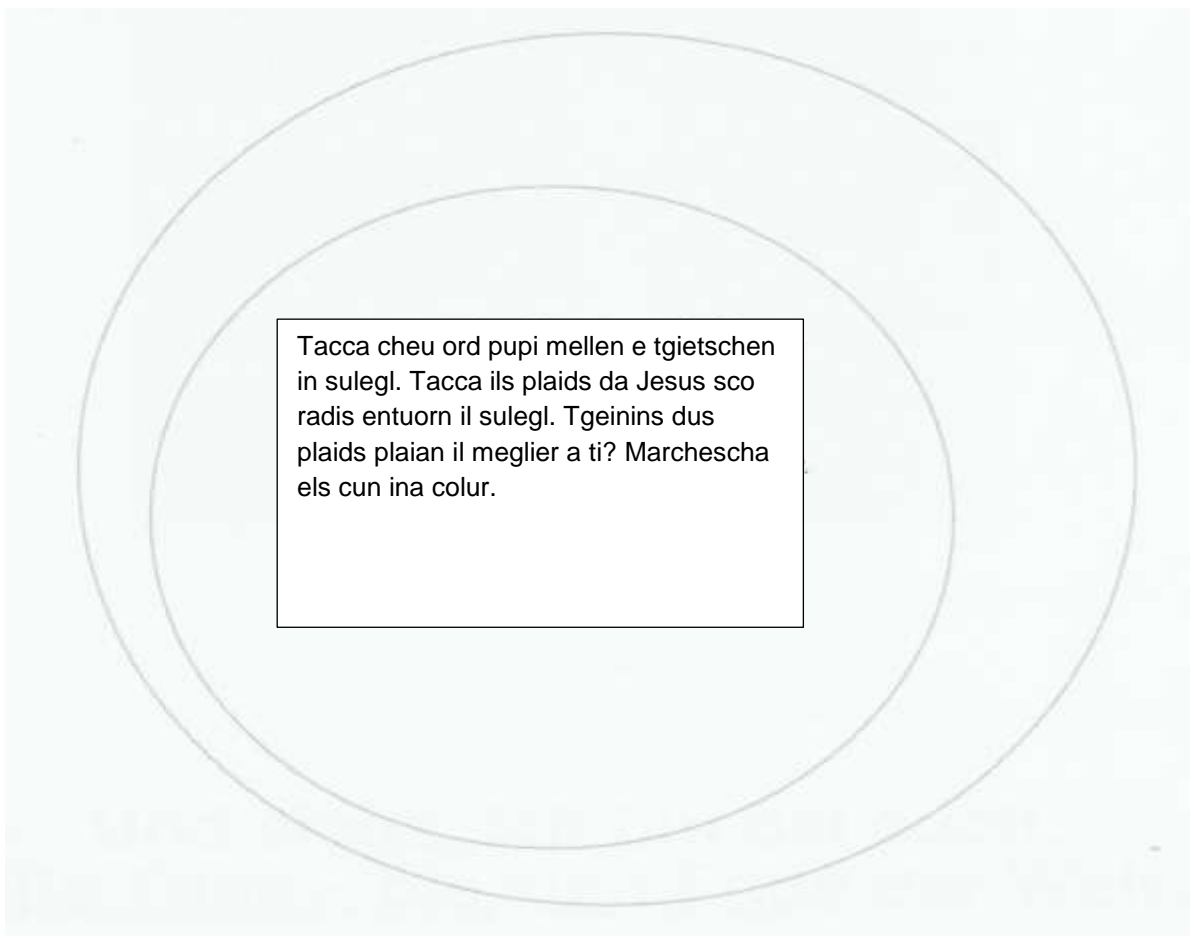 Tacca cheu ord pupi mellen e tgietschen
in sulegl. Tacca ils plaids da Jesus sco
radis entuorn il sulegl. Tgeinins dus
plaids plaian il meglier a ti? Marchescha
els cun ina colur.